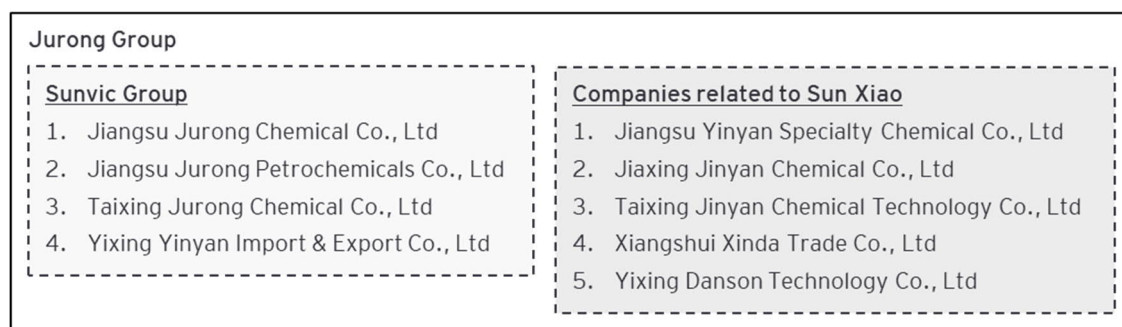 Jurong Group
Sunvic Group
1. Jiangsu Jurong Chemical Co., Ltd
2. Jiangsu Jurong Petrochemicals Co., Ltd
3. Taixing Jurong Chemical Co., Ltd
4. Yixing Yinyan Import & Export Co., Ltd
Companies related to Sun Xiao
1. Jiangsu Yinyan Specialty Chemical Co., Ltd
2. Jiaxing Jinyan Chemical Co., Ltd
3. Taixing Jinyan Chemical Technology Co., Ltd
4. Xiangshui Xinda Trade Co., Ltd
5. Yixing Danson Technology Co., Ltd